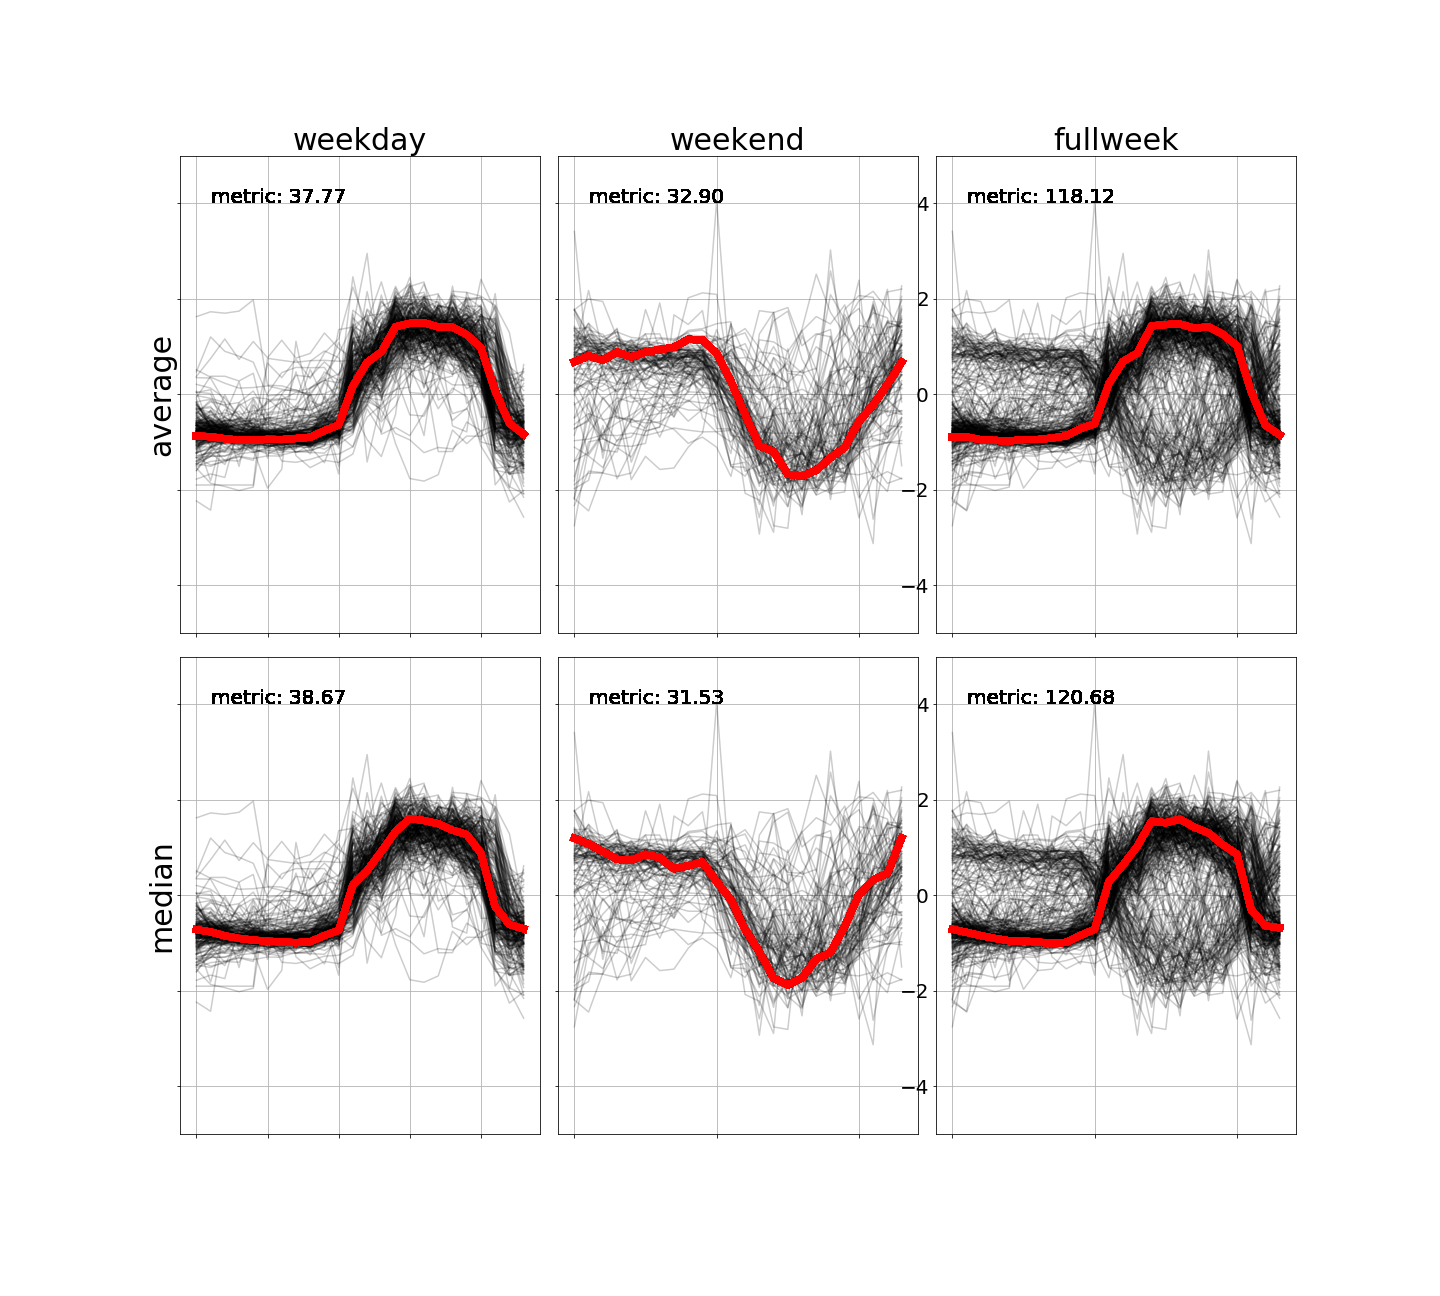 weekday
weekend
fullweek
average
metric: 37.77
metric: 32.90
metric: 118.12
4
2
0
−2
−4
median
metric: 38.67
metric: 31.53
metric: 120.68
4
2
0
−2
−4